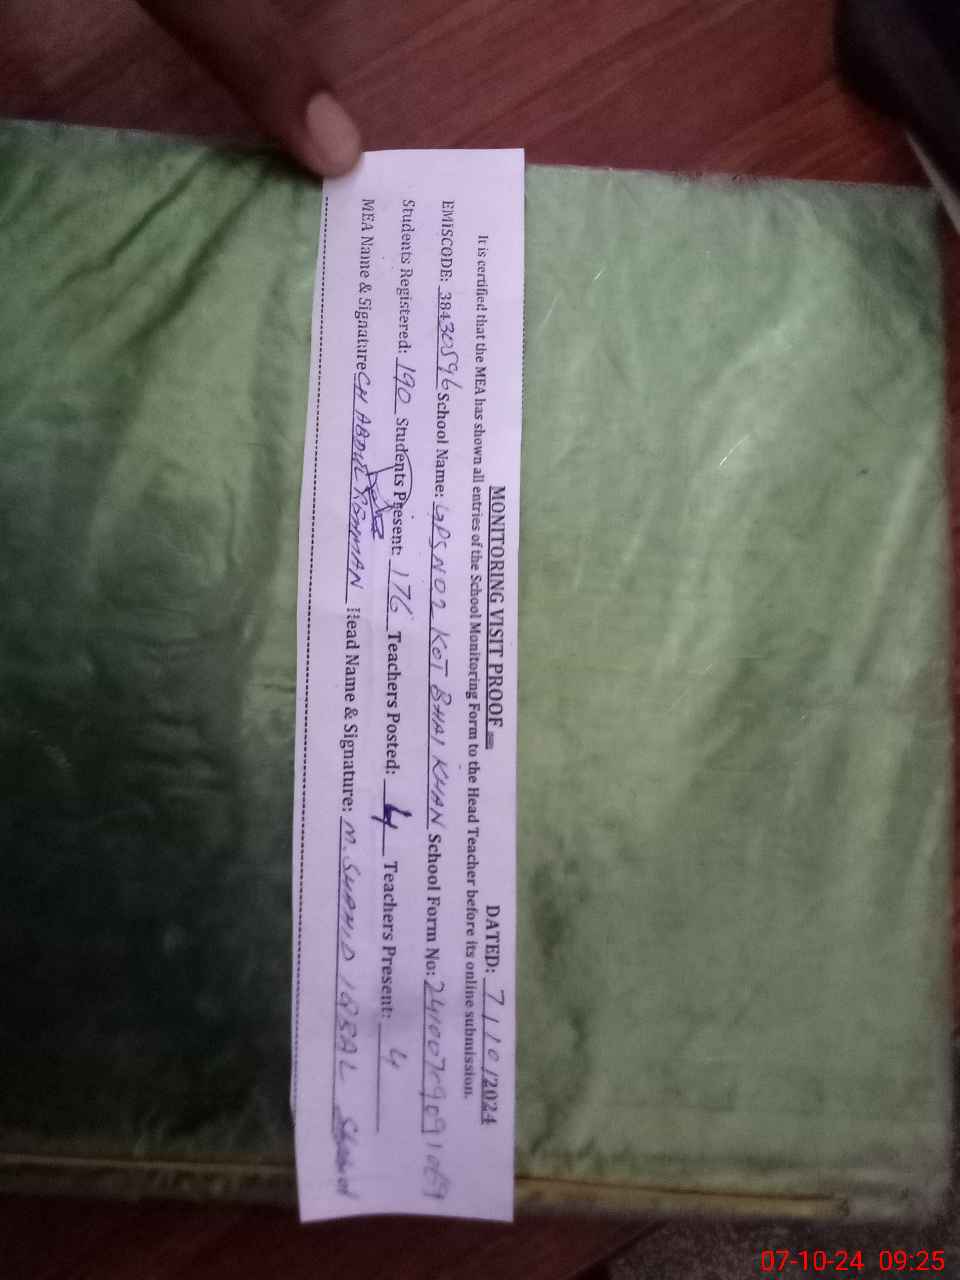 MONITORING VISIT PROOF DATED: 7/10/2024
It is certified that the MEA has shown all entries of the School Monitoring Form to the Head Teacher before its online submission.
EMISCODE: 38430596 School Name: GPS NO2 KOT BHAI KHAN School Form No:
Students Registered: 190 Students Present: 176 Teachers Posted: 4 Teachers Present: 4
MEA Name & Signature CH ABDUL REHMAN Head Name & Signature: M. SHAHID IQBAL
07-10-24 09:25